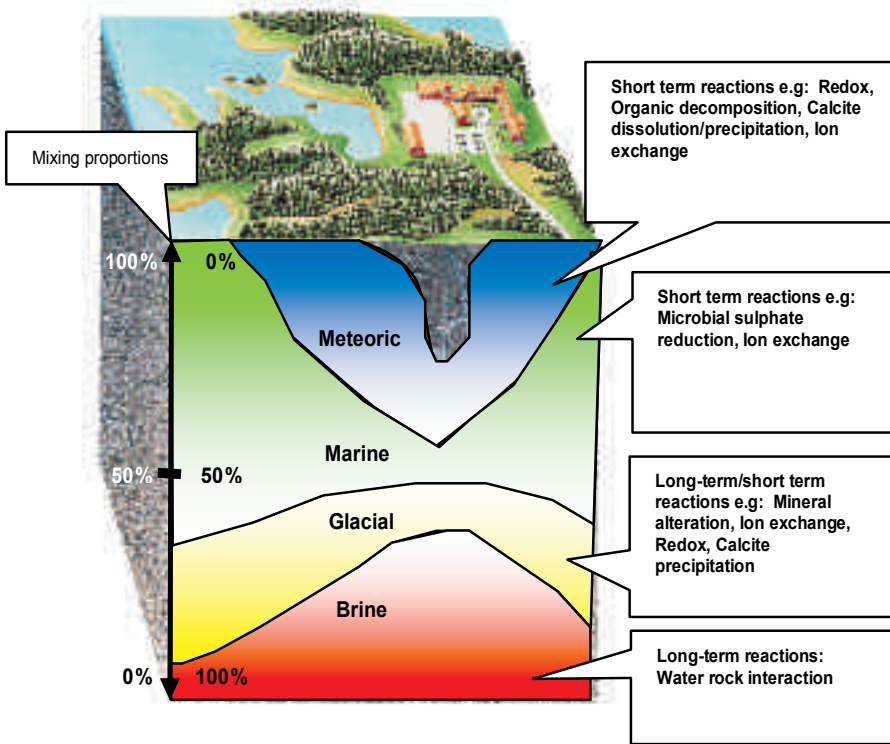 Short term reactions e.g: Redox,
Organic decomposition, Calcite
dissolution/precipitation, Ion
exchange
Mixing proportions
100% 0%
Short term reactions e.g:
Microbial sulphate
reduction, Ion exchange
Meteoric
Marine
50% 50%
Long-term/short term
reactions e.g: Mineral
alteration, Ion exchange,
Redox, Calcite
precipitation
Glacial
Brine
0% 100%
Long-term reactions:
Water rock interaction